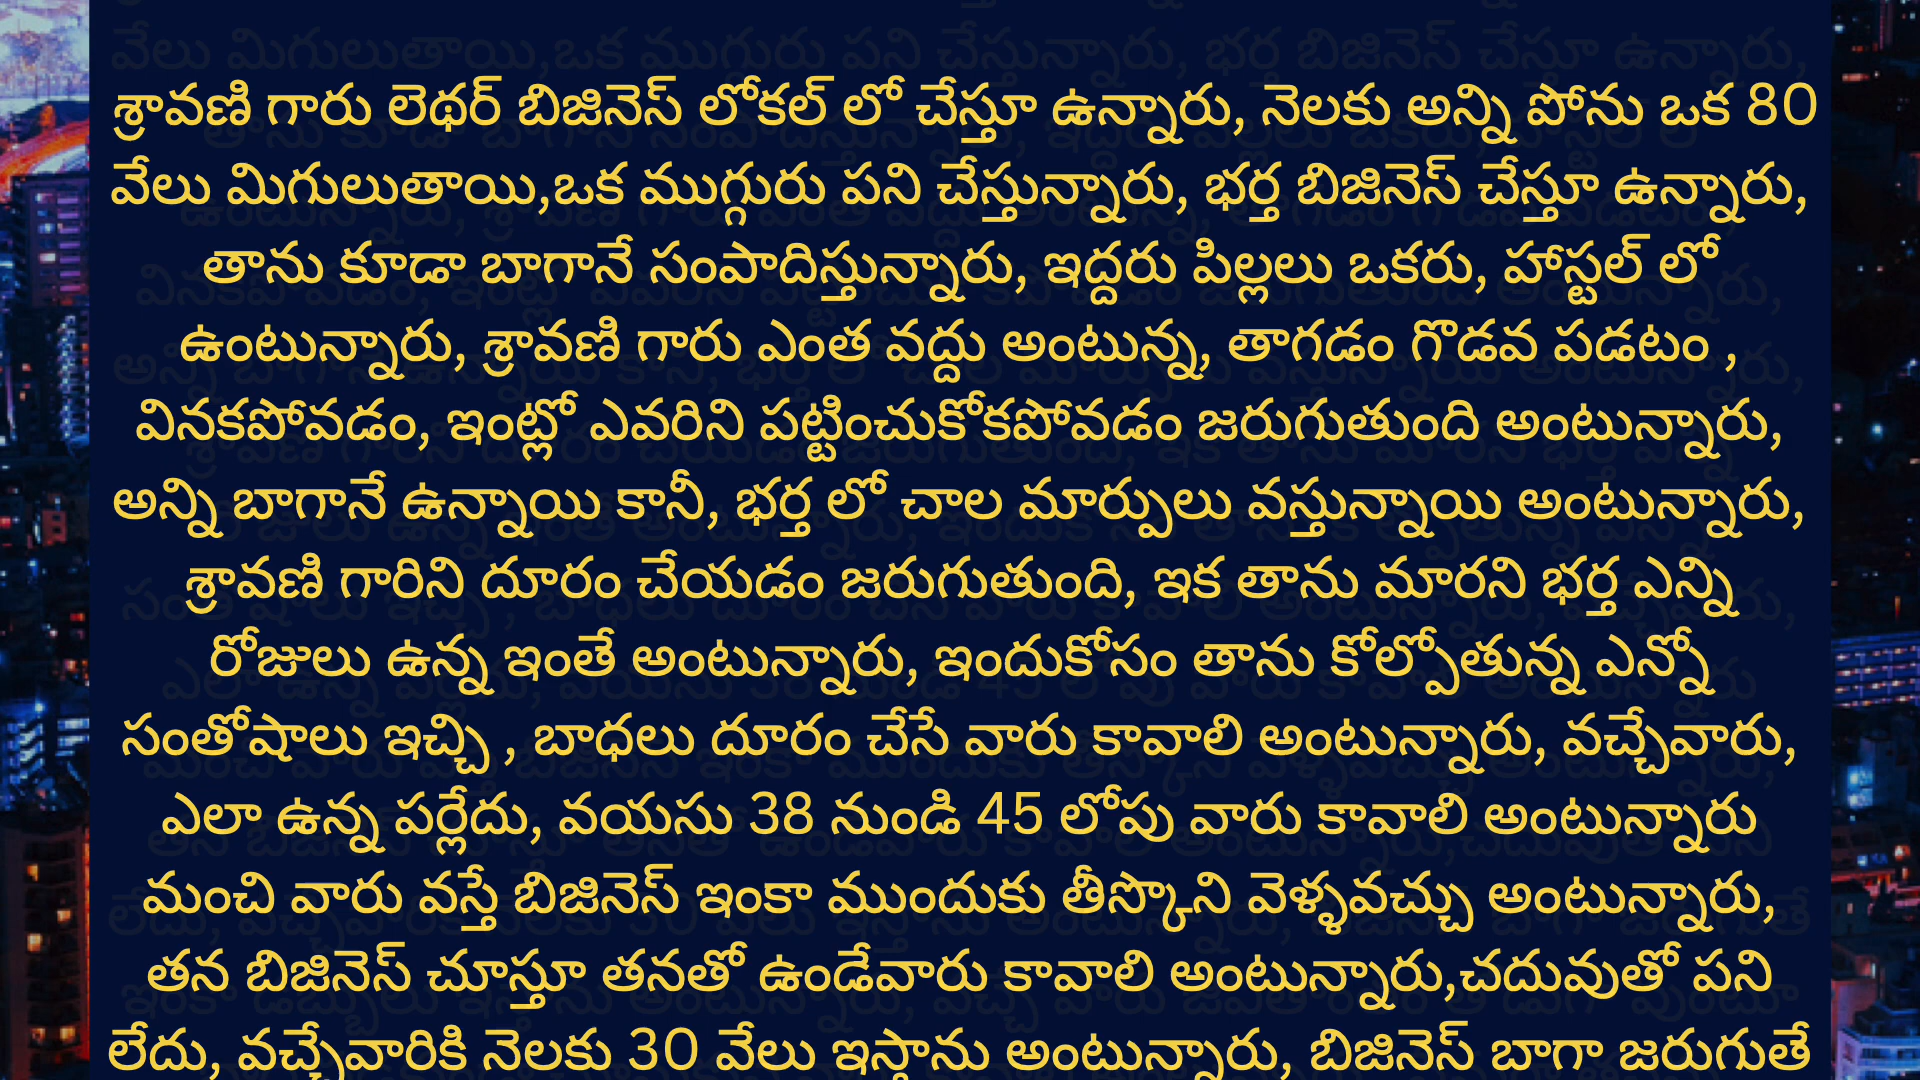 శ్రావణి గారు లెథర్ బిజినెస్ లోకల్ లో చేస్తూ ఉన్నారు, నెలకు అన్ని పోను ఒక 80
వేలు మిగులుతాయి,ఒక ముగ్గురు పని చేస్తున్నారు, భర్త బిజినెస్ చేస్తూ ఉన్నారు,
తాను కూడా బాగానే సంపాదిస్తున్నారు, ఇద్దరు పిల్లలు ఒకరు, హాస్టల్ లో
ఉంటున్నారు, శ్రావణి గారు ఎంత వద్దు అంటున్న, తాగడం గొడవ పడటం ,
వినకపోవడం, ఇంట్లో ఎవరిని పట్టించుకోకపోవడం జరుగుతుంది అంటున్నారు,
అన్ని బాగానే ఉన్నాయి కానీ, భర్త లో చాల మార్పులు వస్తున్నాయి అంటున్నారు,
శ్రావణి గారిని దూరం చేయడం జరుగుతుంది, ఇక తాను మారని భర్త ఎన్ని
రోజులు ఉన్న ఇంతే అంటున్నారు, ఇందుకోసం తాను కోల్పోతున్న ఎన్నో
సంతోషాలు ఇచ్చి , బాధలు దూరం చేసే వారు కావాలి అంటున్నారు, వచ్చేవారు,
ఎలా ఉన్న పర్లేదు, వయసు 38 నుండి 45 లోపు వారు కావాలి అంటున్నారు
మంచి వారు వస్తే బిజినెస్ ఇంకా ముందుకు తీస్కొని వెళ్ళవచ్చు అంటున్నారు,
తన బిజినెస్ చూస్తూ తనతో ఉండేవారు కావాలి అంటున్నారు,చదువుతో పని
లేదు, వచ్చేవారికి నెలకు 30 వేలు ఇస్తాను అంటున్నారు, బిజినెస్ బాగా జరుగుతే